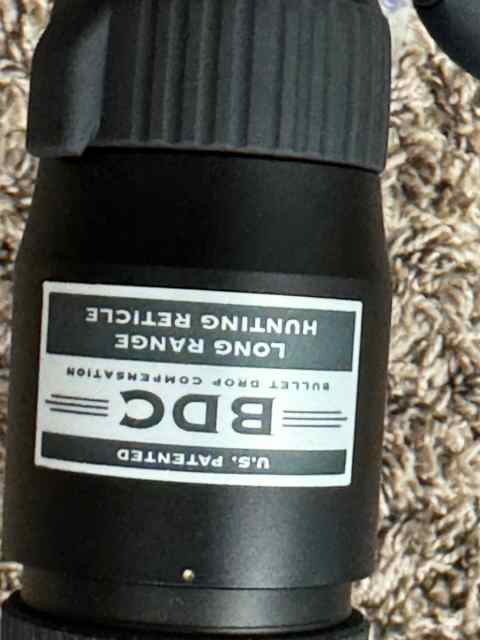 U.S. PATENTED
BDC
BULLET DROP COMPENSATION
LONG RANGE
HUNTING RETICLE